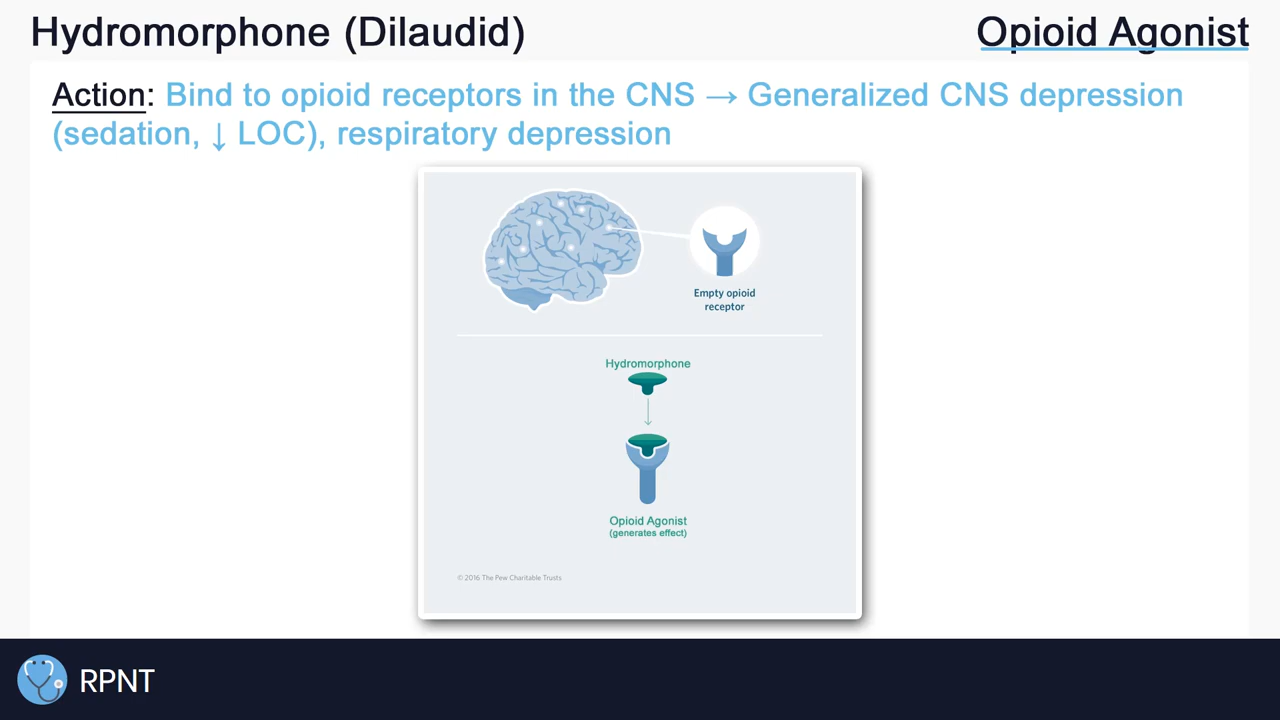 Hydromorphone (Dilaudid)
Opioid Agonist
Action: Bind to opioid receptors in the CNS → Generalized CNS depression
(sedation, ↓ LOC), respiratory depression
Empty opioid
receptor
Hydromorphone
Opioid Agonist
(generates effect)
© 2016 The Pew Charitable Trusts
RPNT